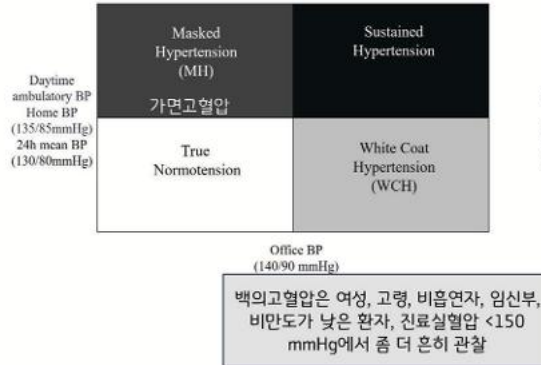 Masked
Hypertension
(MH)
가면고혈압
Sustained
Hypertension
Daytime
ambulatory BP
Home BP
(135/85mmHg)
24h mean BP
(130/80mmHg)
True
Normotension
White Coat
Hypertension
(WCH)
Office BP
(140/90 mmHg)
백의고혈압은 여성, 고령, 비흡연자, 임신부,
비만도가 낮은 환자, 진료실혈압 <150
mmHg에서 좀 더 흔히 관찰